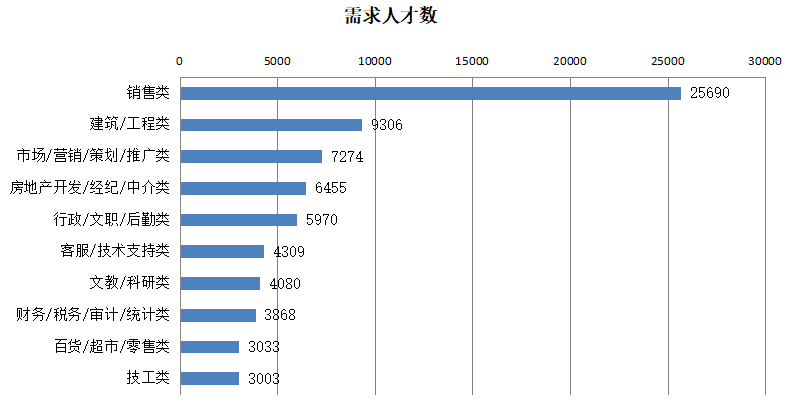 需求人才数
0 5000 10000 15000 20000 25000 30000
销售类 25690
建筑/工程类 9306
市场/营销/策划/推广类 7274
房地产开发/经纪/中介类 6455
行政/文职/后勤类 5970
客服/技术支持类 4309
文教/科研类 4080
财务/税务/审计/统计类 3868
百货/超市/零售类 3033
技工类 3003